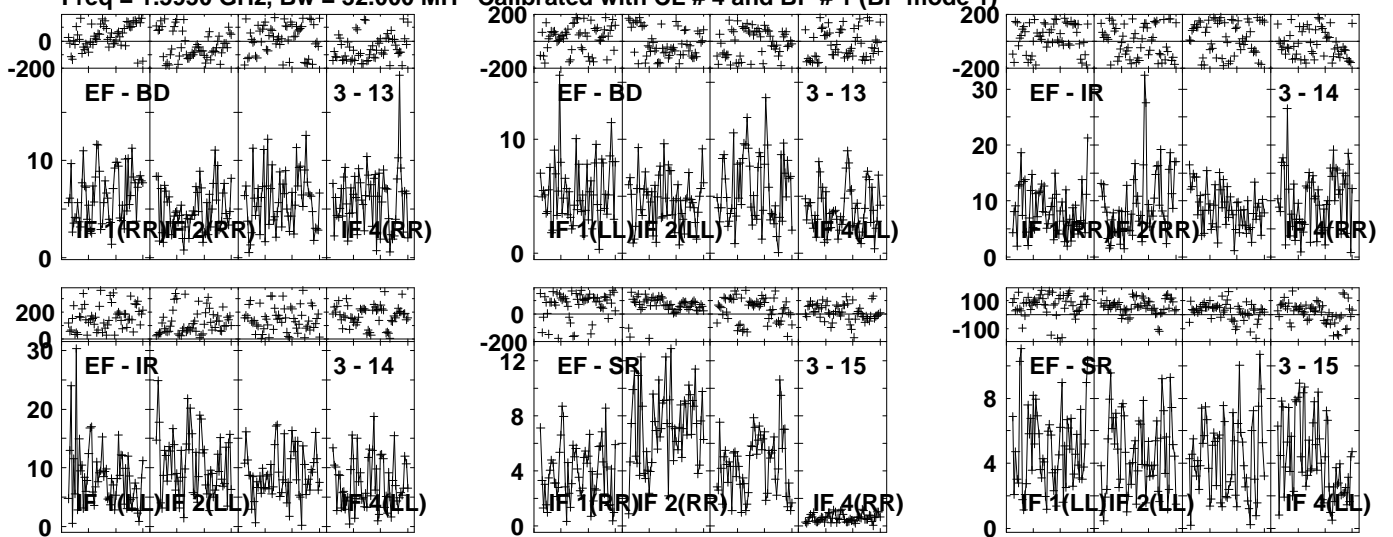 Freq = 1.5950 GHz, Bw = 32.000 MH Calibrated with CL # 4 and BP # 1 (BP mode 1)
200
0
-200
EF - BD 3 - 13
10
0
IF 1(RR) IF 2(RR) IF 4(RR)
200
0
-200
EF - BD 3 - 13
10
0
IF 1(LL) IF 2(LL) IF 4(LL)
200
0
-200
30
EF - IR 3 - 14
20
10
0
IF 1(RR) IF 2(RR) IF 4(RR)
200
0
30
EF - IR 3 - 14
20
10
0
IF 1(LL) IF 2(LL) IF 4(LL)
0
-200
12
EF - SR 3 - 15
8
4
0
IF 1(RR) IF 2(RR) IF 4(RR)
100
-100
EF - SR 3 - 15
8
4
0
IF 1(LL) IF 2(LL) IF 4(LL)